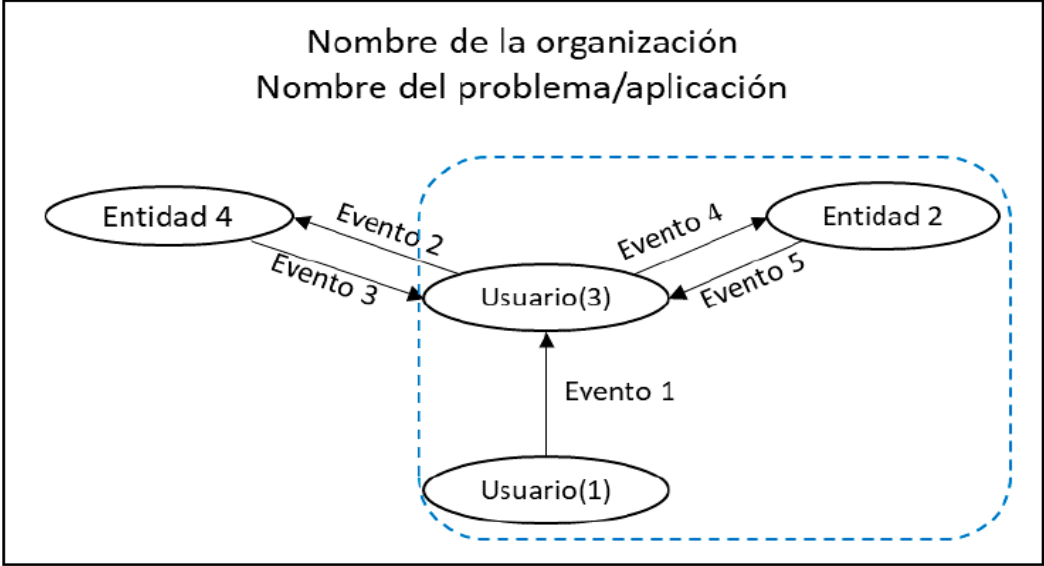 Nombre de la organización
Nombre del problema/aplicación
Entidad 4
Evento 2
Evento 4
Entidad 2
Evento 3
Usuario(3)
Evento 5
Evento 1
Usuario(1)